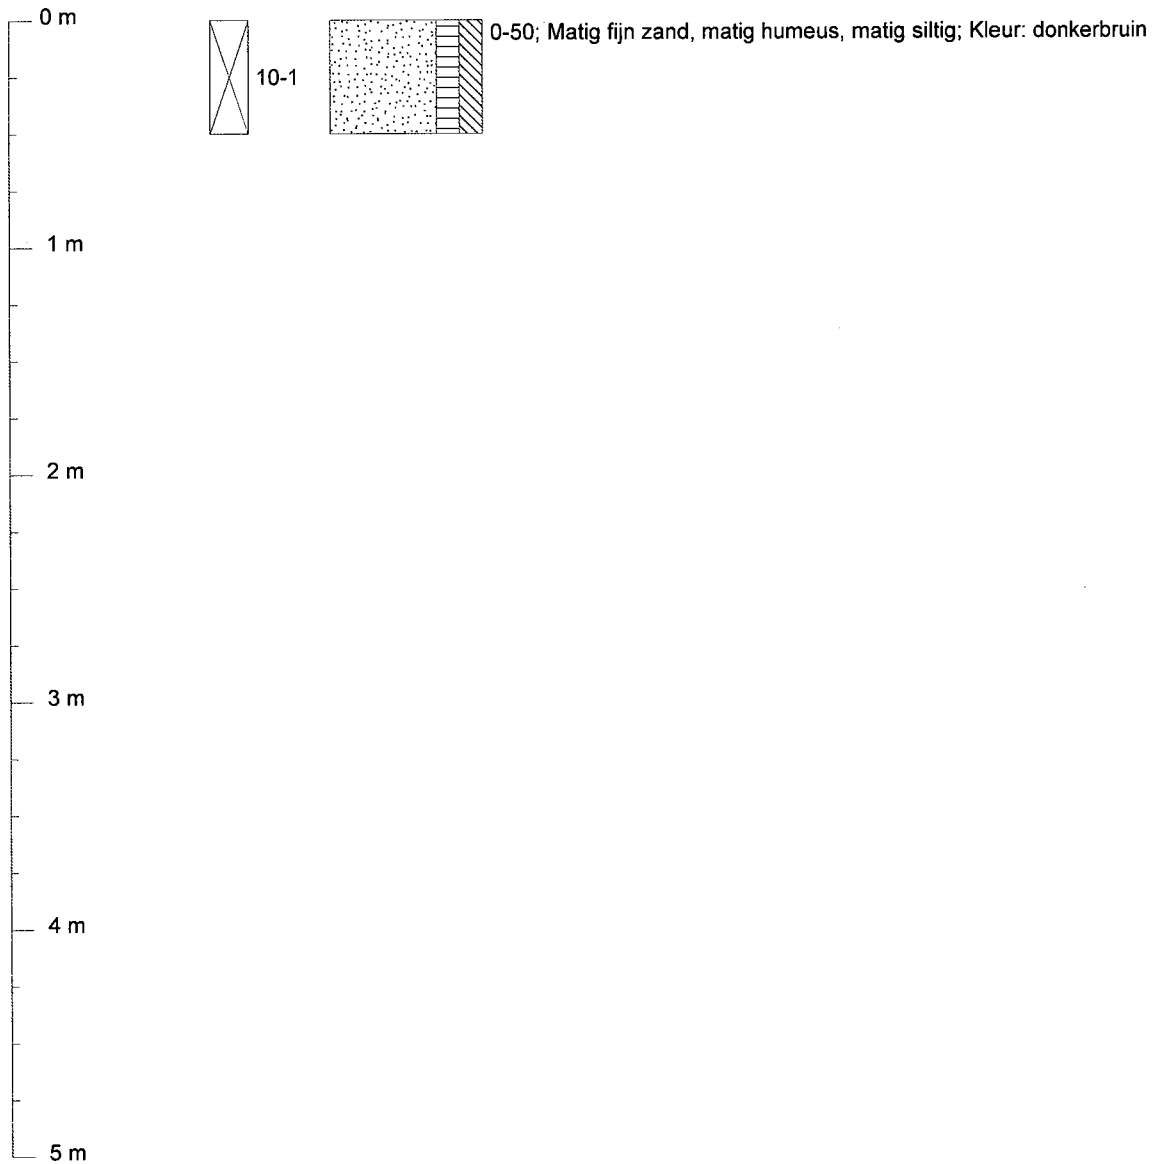 0 m
0-50; Matig fijn zand, matig humeus, matig siltig; Kleur: donkerbruin
10-1
1 m
2 m
3 m
4 m
5 m